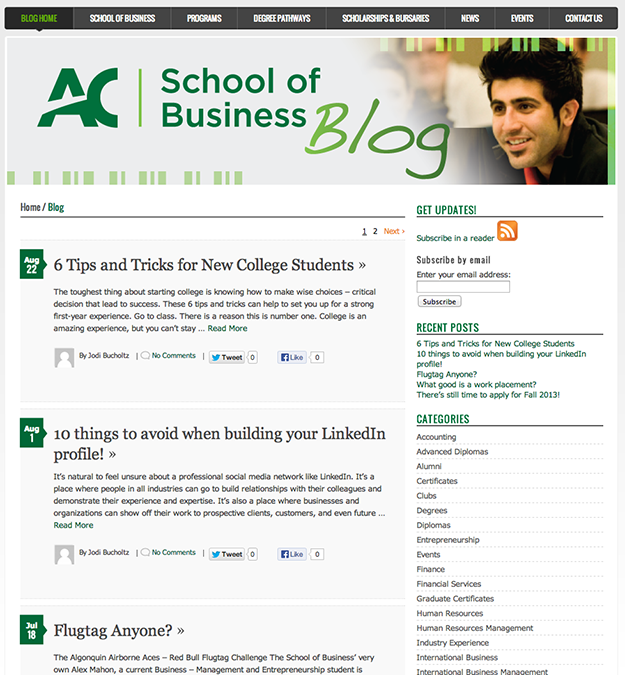 BLOG HOME SCHOOL OF BUSINESS PROGRAMS DEGREE PATHWAYS SCHOLARSHIPS & BURSARIES NEWS EVENTS CONTACT US
AC School of
Business Blog
Home / Blog
1 2 Next ›
Aug
22
6 Tips and Tricks for New College Students »
The toughest thing about starting college is knowing how to make wise choices – critical
decision that lead to success. These 6 tips and tricks can help to set you up for a strong
first-year experience. Go to class. There is a reason this is number one. College is an
amazing experience, but you can't stay ... Read More
By Jodi Bucholtz | No Comments | Tweet 0 Like 0
Aug
1
10 things to avoid when building your LinkedIn
profile! »
It's natural to feel unsure about a professional social media network like LinkedIn. It's a
place where people in all industries can go to build relationships with their colleagues and
demonstrate their experience and expertise. It's also a place where businesses and
organizations can show off their work to prospective clients, customers, and even future ...
Read More
By Jodi Bucholtz | No Comments | Tweet 0 Like 0
Jul
18
Flugtag Anyone? »
The Algonquin Airborne Aces – Red Bull Flugtag Challenge The School of Business' very
own Alex Mahon, a current Business – Management and Entrepreneurship student is
GET UPDATES!
Subscribe in a reader
Subscribe by email
Enter your email address:
Subscribe
RECENT POSTS
6 Tips and Tricks for New College Students
10 things to avoid when building your LinkedIn
profile!
Flugtag Anyone?
What good is a work placement?
There's still time to apply for Fall 2013!
CATEGORIES
Accounting
Advanced Diplomas
Alumni
Certificates
Clubs
Degrees
Diplomas
Entrepreneurship
Events
Finance
Financial Services
Graduate Certificates
Human Resources
Human Resources Management
Industry Experience
International Business
International Business Management